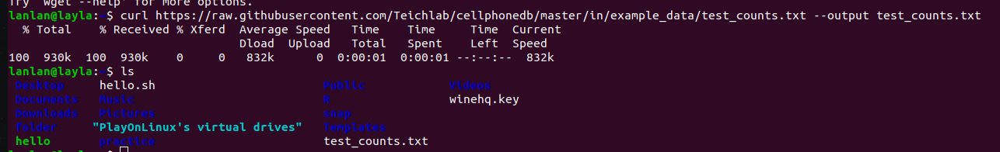 Try `wget --help' for more options.
lanlan@layla:~$ curl https://raw.githubusercontent.com/Teichlab/cellphonedb/master/in/example_data/test_counts.txt --output test_counts.txt
  % Total    % Received % Xferd  Average Speed   Time    Time     Time  Current
                                 Dload  Upload   Total   Spent    Left  Speed
100  930k  100  930k    0     0   832k      0  0:00:01  0:00:01 --:--:--  832k
lanlan@layla:~$ ls
 Desktop     hello.sh                        Public            Videos
 Documents   Music                           R                 winehq.key
 Downloads   Pictures                        snap
 folder     "PlayOnLinux's virtual drives"   Templates
 hello       practice                        test_counts.txt
lanlan@layla:~$